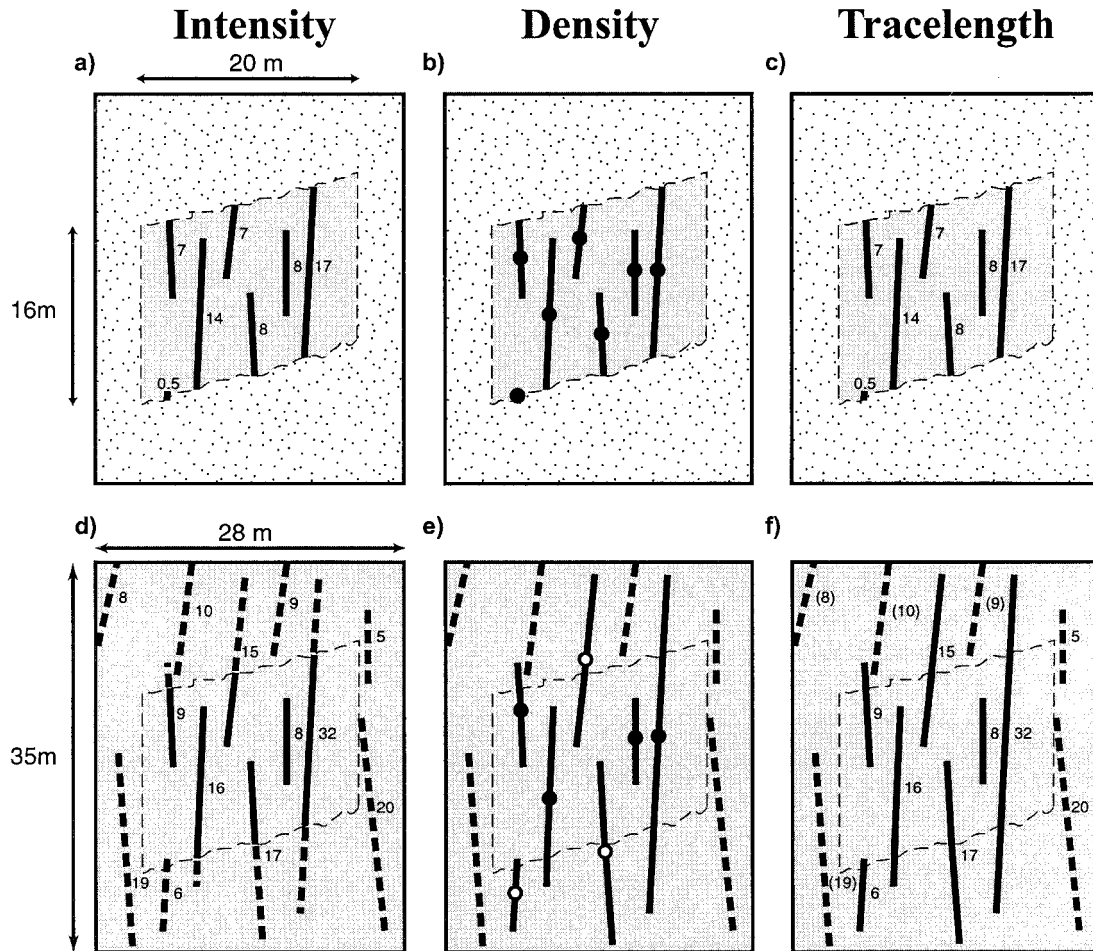 Intensity Density Tracelength
a) b) c)
20 m
16m
7 7 8 17
14 8
0.5
7 7 8 17
14 8
0.5
d) e) f)
28 m
35m
8 10 9
15 5
9 8 32
16 20
17
19 6
(8) (10) (9)
15 5
9 8 32
16 20
17
(19) 6